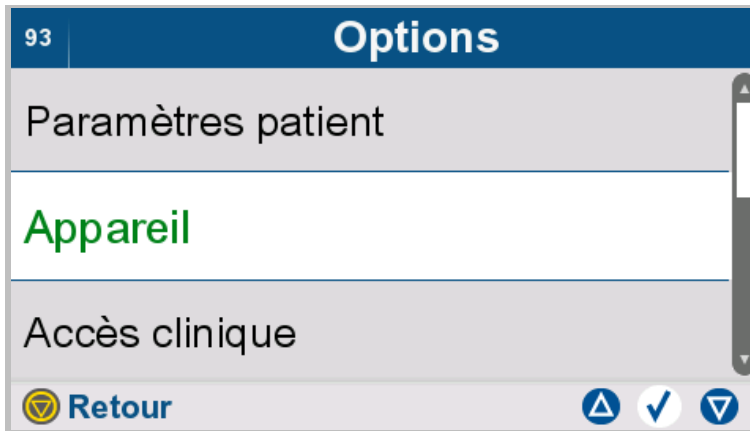 93
Options
Paramètres patient
Appareil
Accès clinique
Retour